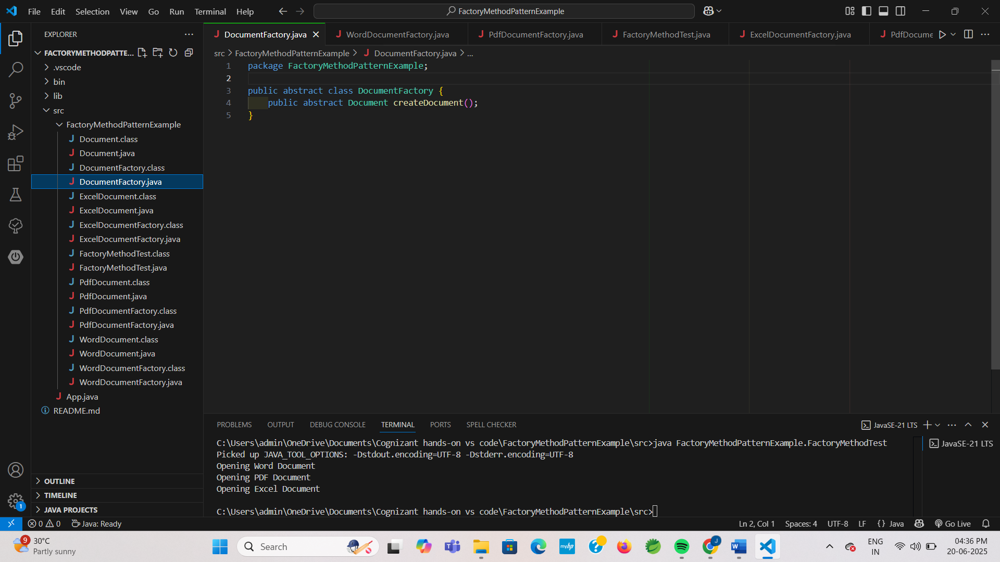 File Edit Selection View Go Run Terminal Help
FactoryMethodPatternExample
EXPLORER
FACTORYMETHODPATTE...
.vscode
bin
lib
src
FactoryMethodPatternExample
Document.class
Document.java
DocumentFactory.class
DocumentFactory.java
ExcelDocument.class
ExcelDocument.java
ExcelDocumentFactory.class
ExcelDocumentFactory.java
FactoryMethodTest.class
FactoryMethodTest.java
PdfDocument.class
PdfDocument.java
PdfDocumentFactory.class
PdfDocumentFactory.java
WordDocument.class
WordDocument.java
WordDocumentFactory.class
WordDocumentFactory.java
App.java
README.md
OUTLINE
TIMELINE
JAVA PROJECTS
DocumentFactory.java WordDocumentFactory.java PdfDocumentFactory.java FactoryMethodTest.java ExcelDocumentFactory.java PdfDocume
src > FactoryMethodPatternExample > DocumentFactory.java > ...
1 package FactoryMethodPatternExample;
2
3 public abstract class DocumentFactory {
4 public abstract Document createDocument();
5 }
PROBLEMS OUTPUT DEBUG CONSOLE TERMINAL PORTS SPELL CHECKER
JavaSE-21 LTS
C:\Users\admin\OneDrive\Documents\Cognizant hands-on vs code\FactoryMethodPatternExample\src>java FactoryMethodPatternExample.FactoryMethodTest
Picked up JAVA_TOOL_OPTIONS: -Dstdout.encoding=UTF-8 -Dstderr.encoding=UTF-8
Opening Word Document
Opening PDF Document
Opening Excel Document
C:\Users\admin\OneDrive\Documents\Cognizant hands-on vs code\FactoryMethodPatternExample\src>
JavaSE-21 LTS
1
0 0 Java: Ready
Ln 2, Col 1 Spaces: 4 UTF-8 LF {} Java Go Live
9
30°C
Partly sunny
Search
myhp
J
ENG
IN
04:36 PM
20-06-2025